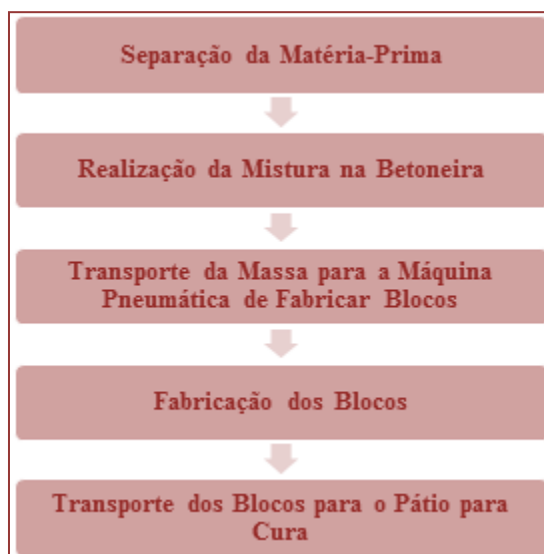 Separação da Matéria-Prima
Realização da Mistura na Betoneira
Transporte da Massa para a Máquina
Pneumática de Fabricar Blocos
Fabricação dos Blocos
Transporte dos Blocos para o Pátio para
Cura